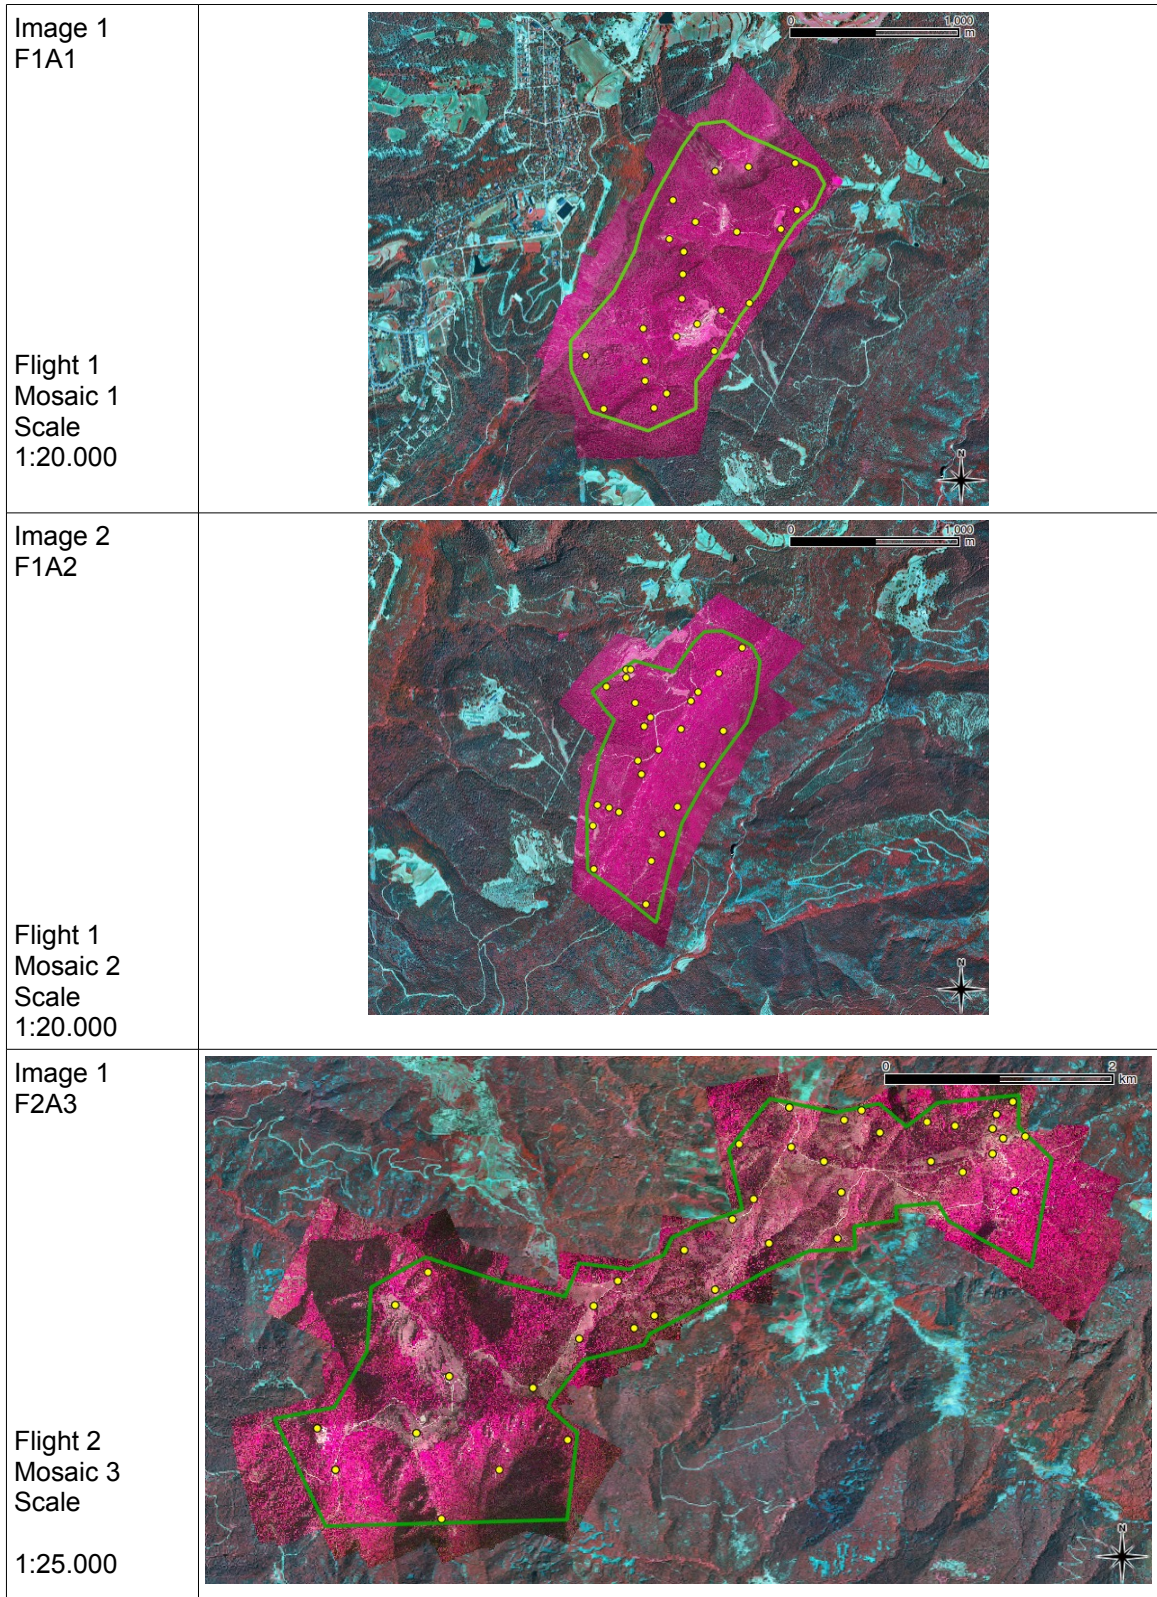 Image 1
F1A1
Flight 1
Mosaic 1
Scale
1:20.000
0 1,000
m
N
Image 2
F1A2
Flight 1
Mosaic 2
Scale
1:20.000
0 1,000
m
N
Image 1
F2A3
Flight 2
Mosaic 3
Scale
1:25.000
0 2
km
N